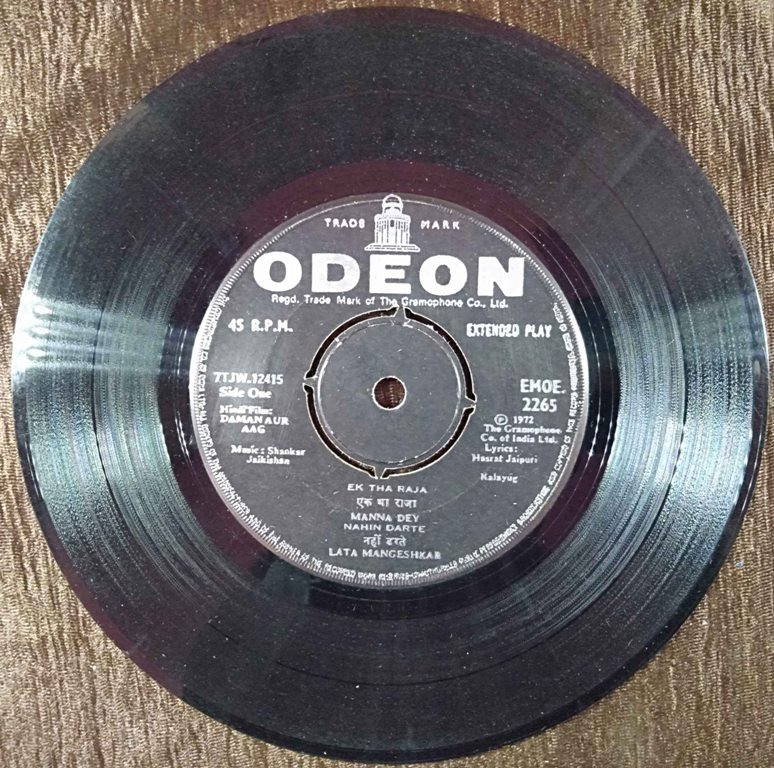 TRADE MARK
ODEON
Regd. Trade Mark of The Gramophone Co., Ltd.
45 R.P.M.
EXTENDED PLAY
7TJW.12415
Side One
Hindi Film:
DAMAN AUR
AAG
Music: Shankar
Jaikishan
EMOE.
2265
℗ 1972
The Gramophone
Co. of India Ltd.
Lyrics:
Hasrat Jaipuri
Kalayug
EK THA RAJA
एक था राजा
MANNA DEY
NAHIN DARTE
नहीं डरते
LATA MANGESHKAR